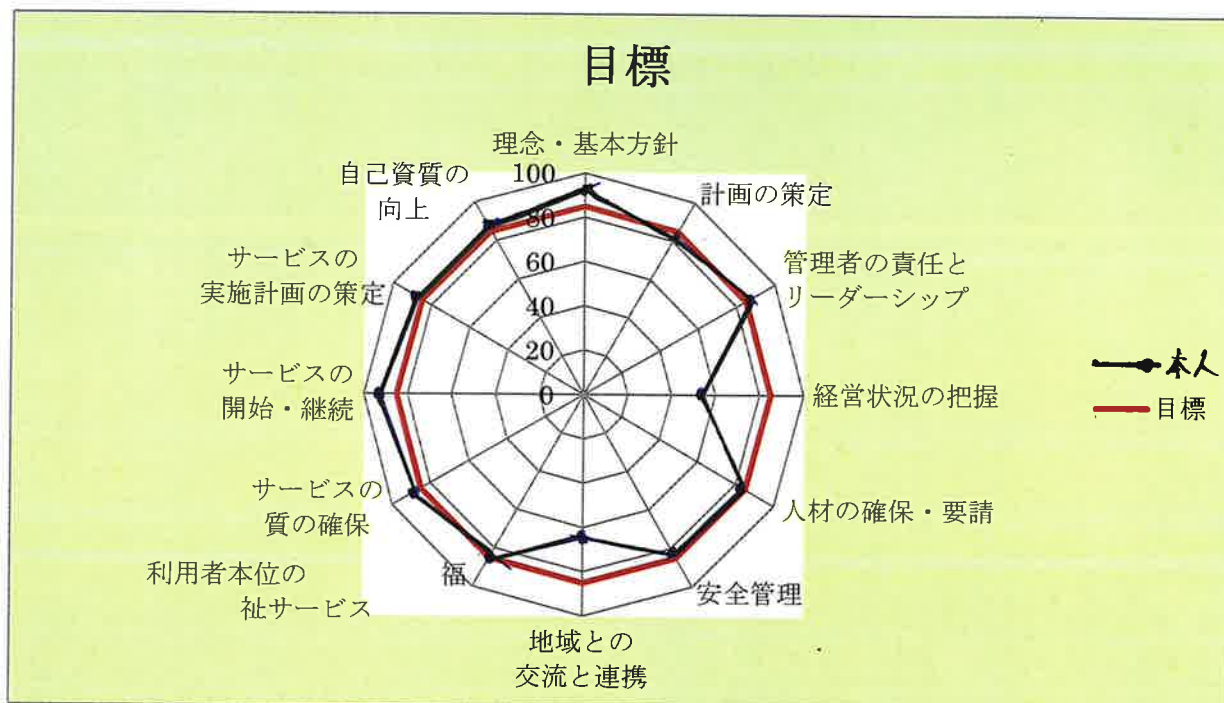 目標
理念・基本方針
自己資質の
向上
計画の策定
管理者の責任と
リーダーシップ
経営状況の把握
人材の確保・要請
安全管理
地域との
交流と連携
福
利用者本位の
祉サービス
サービスの
質の確保
サービスの
開始・継続
サービスの
実施計画の策定
100
80
60
40
20
0
本人
目標